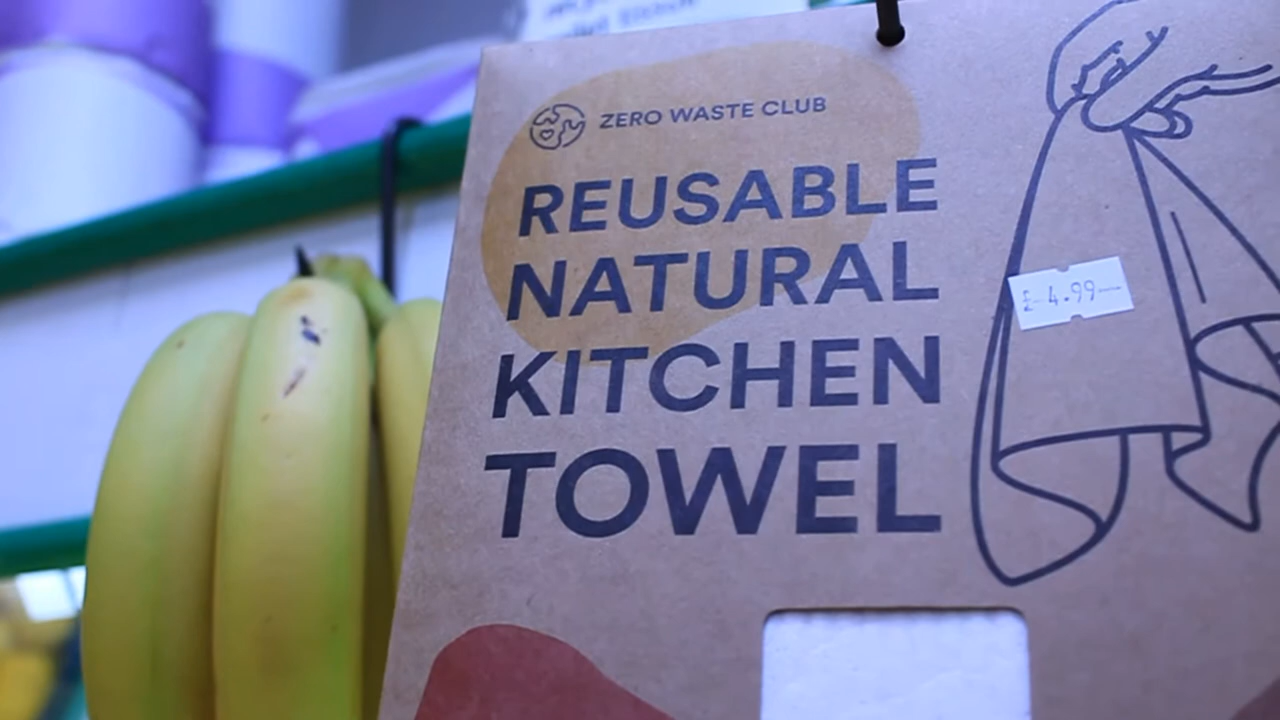 ZERO WASTE CLUB
REUSABLE
NATURAL
KITCHEN
TOWEL
£ 4.99